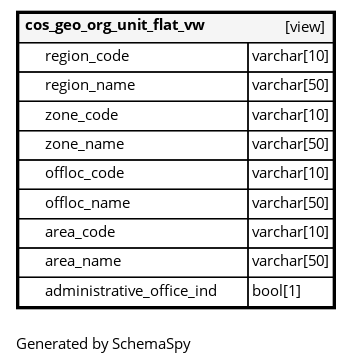 cos_geo_org_unit_flat_vw [view]
region_code varchar[10]
region_name varchar[50]
zone_code varchar[10]
zone_name varchar[50]
offloc_code varchar[10]
offloc_name varchar[50]
area_code varchar[10]
area_name varchar[50]
administrative_office_ind bool[1]
Generated by SchemaSpy